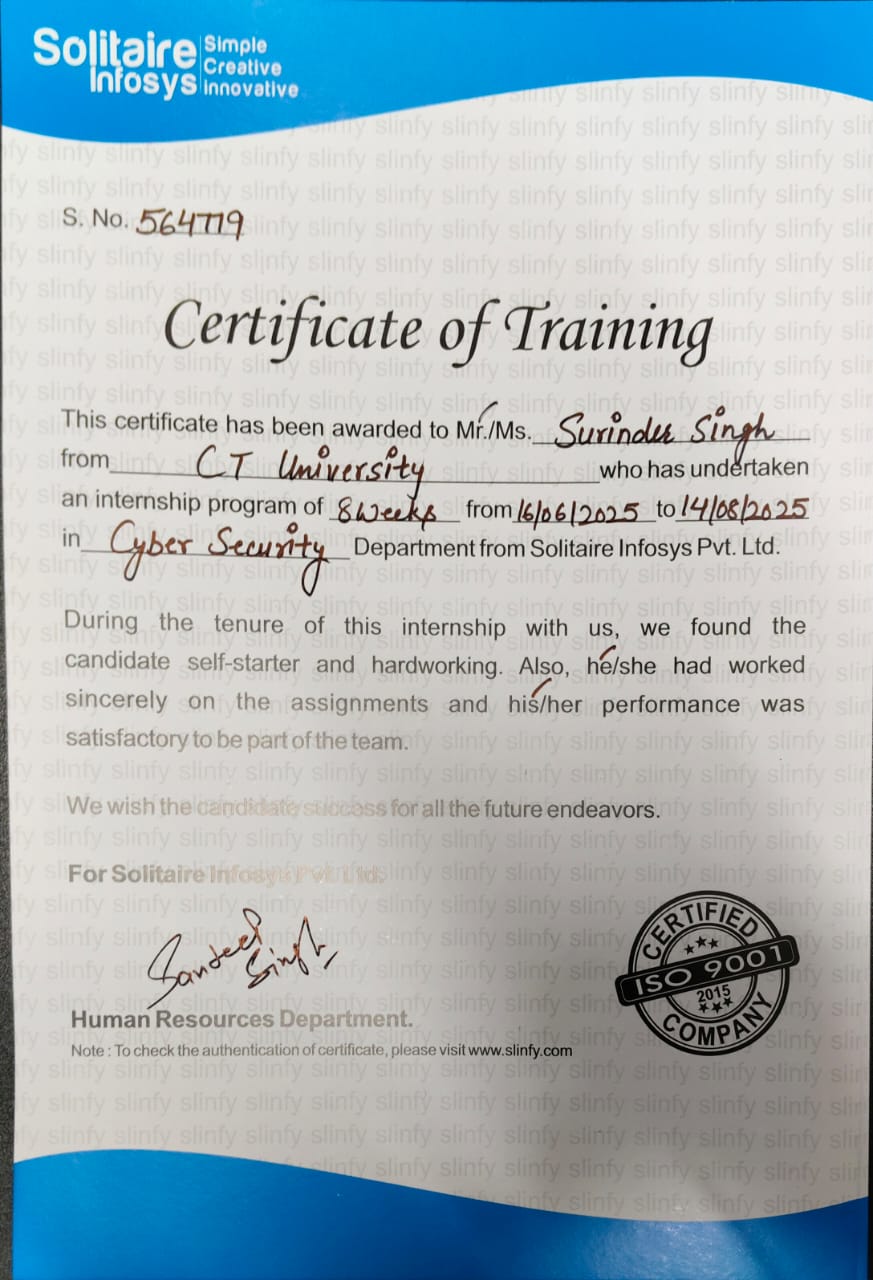 Solitaire
Infosys
Simple
Creative
Innovative
S. No. 564719
Certificate of Training
This certificate has been awarded to Mr./Ms. Surinder Singh
from CT University who has undertaken
an internship program of 8 weeks from 16/06/2025 to 14/08/2025
in Cyber Security Department from Solitaire Infosys Pvt. Ltd.
During the tenure of this internship with us, we found the
candidate self-starter and hardworking. Also, he/she had worked
sincerely on the assignments and his/her performance was
satisfactory to be part of the team.
We wish the candidate success for all the future endeavors.
For Solitaire Infosys Pvt. Ltd.
Sandeep
Singh
Human Resources Department.
Note : To check the authentication of certificate, please visit www.slinfy.com
CERTIFIED
ISO 9001
2015
COMPANY